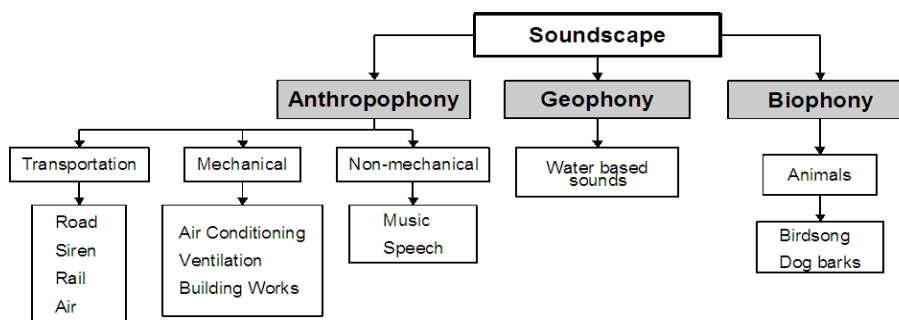 Soundscape
Anthropophony
Geophony
Biophony
Transportation
Mechanical
Non-mechanical
Water based
sounds
Animals
Road
Siren
Rail
Air
Air Conditioning
Ventilation
Building Works
Music
Speech
Birdsong
Dog barks